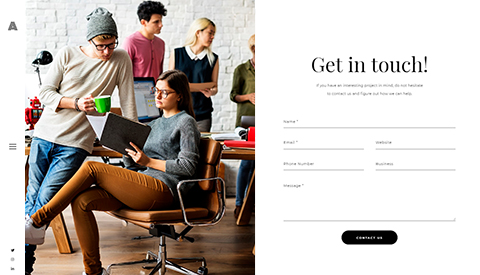 A
Get in touch!
If you have an interesting project in mind, do not hesitate
to contact us and figure out how we can help.
Name *
Email *
Website
Phone Number
Business
Message *
CONTACT US